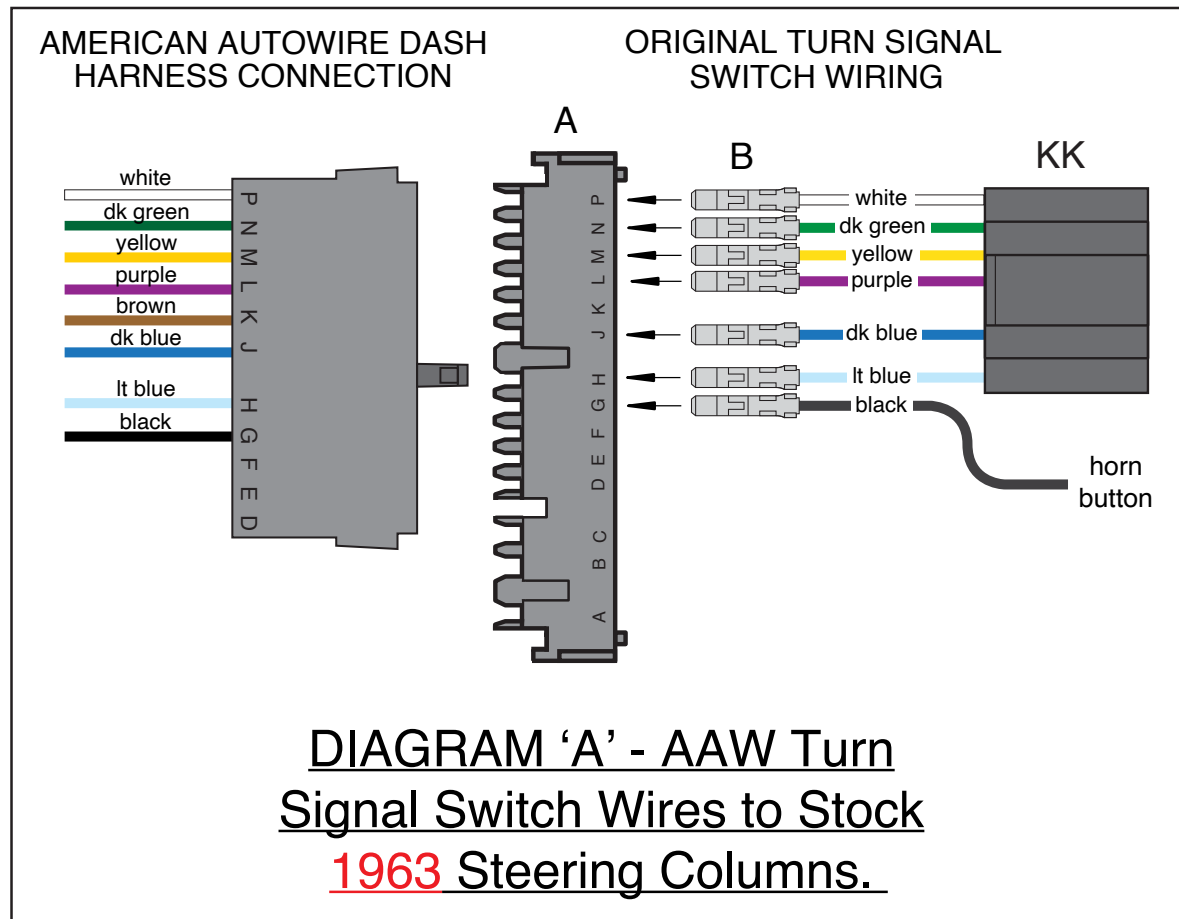 AMERICAN AUTOWIRE DASH
HARNESS CONNECTION
ORIGINAL TURN SIGNAL
SWITCH WIRING
A
B
KK
white
dk green
yellow
purple
brown
dk blue
lt blue
black
P
N
M
L
K
J
H
G
F
E
D
P
N
M
L
K
J
H
G
F
E
D
C
B
A
white
dk green
yellow
purple
dk blue
lt blue
black
horn
button
DIAGRAM ‘A’ - AAW Turn
Signal Switch Wires to Stock
1963 Steering Columns.